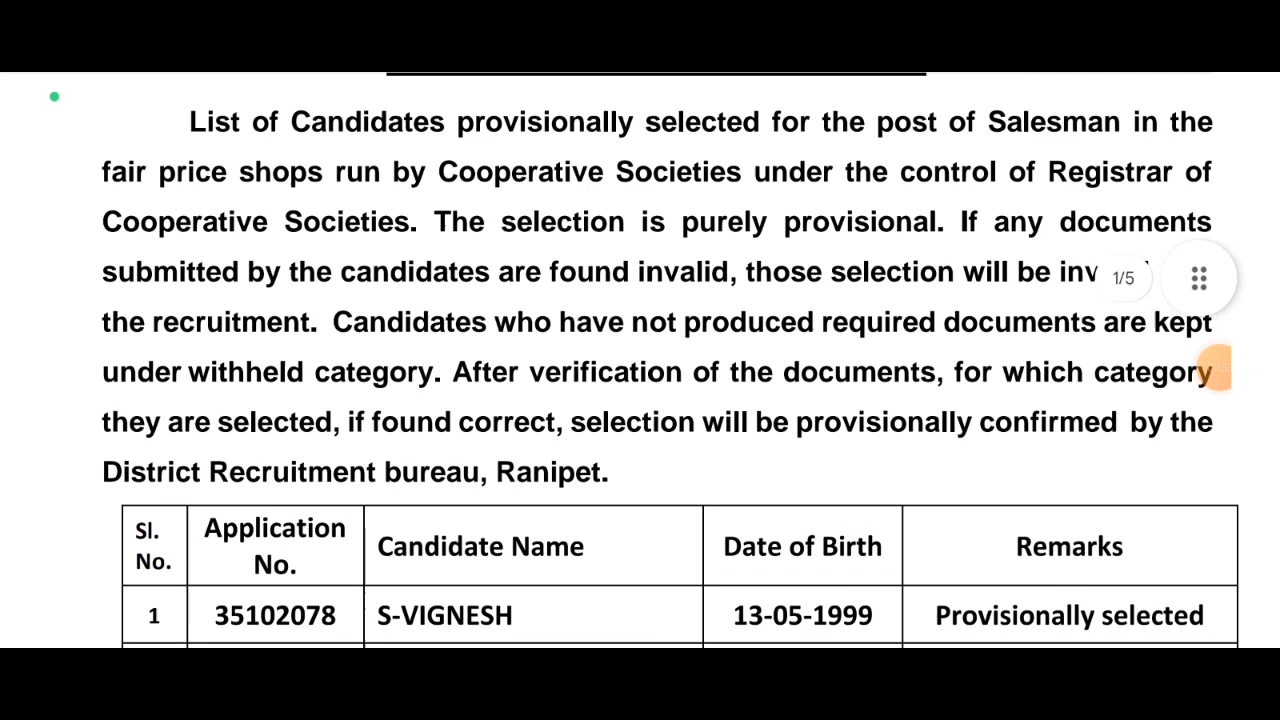 List of Candidates provisionally selected for the post of Salesman in the
fair price shops run by Cooperative Societies under the control of Registrar of
Cooperative Societies. The selection is purely provisional. If any documents
submitted by the candidates are found invalid, those selection will be
1/5
the recruitment. Candidates who have not produced required documents are kept
under withheld category. After verification of the documents, for which category
they are selected, if found correct, selection will be provisionally confirmed by the
District Recruitment bureau, Ranipet.
Sl. No. Application No. Candidate Name Date of Birth Remarks
1 35102078 S-VIGNESH 13-05-1999 Provisionally selected